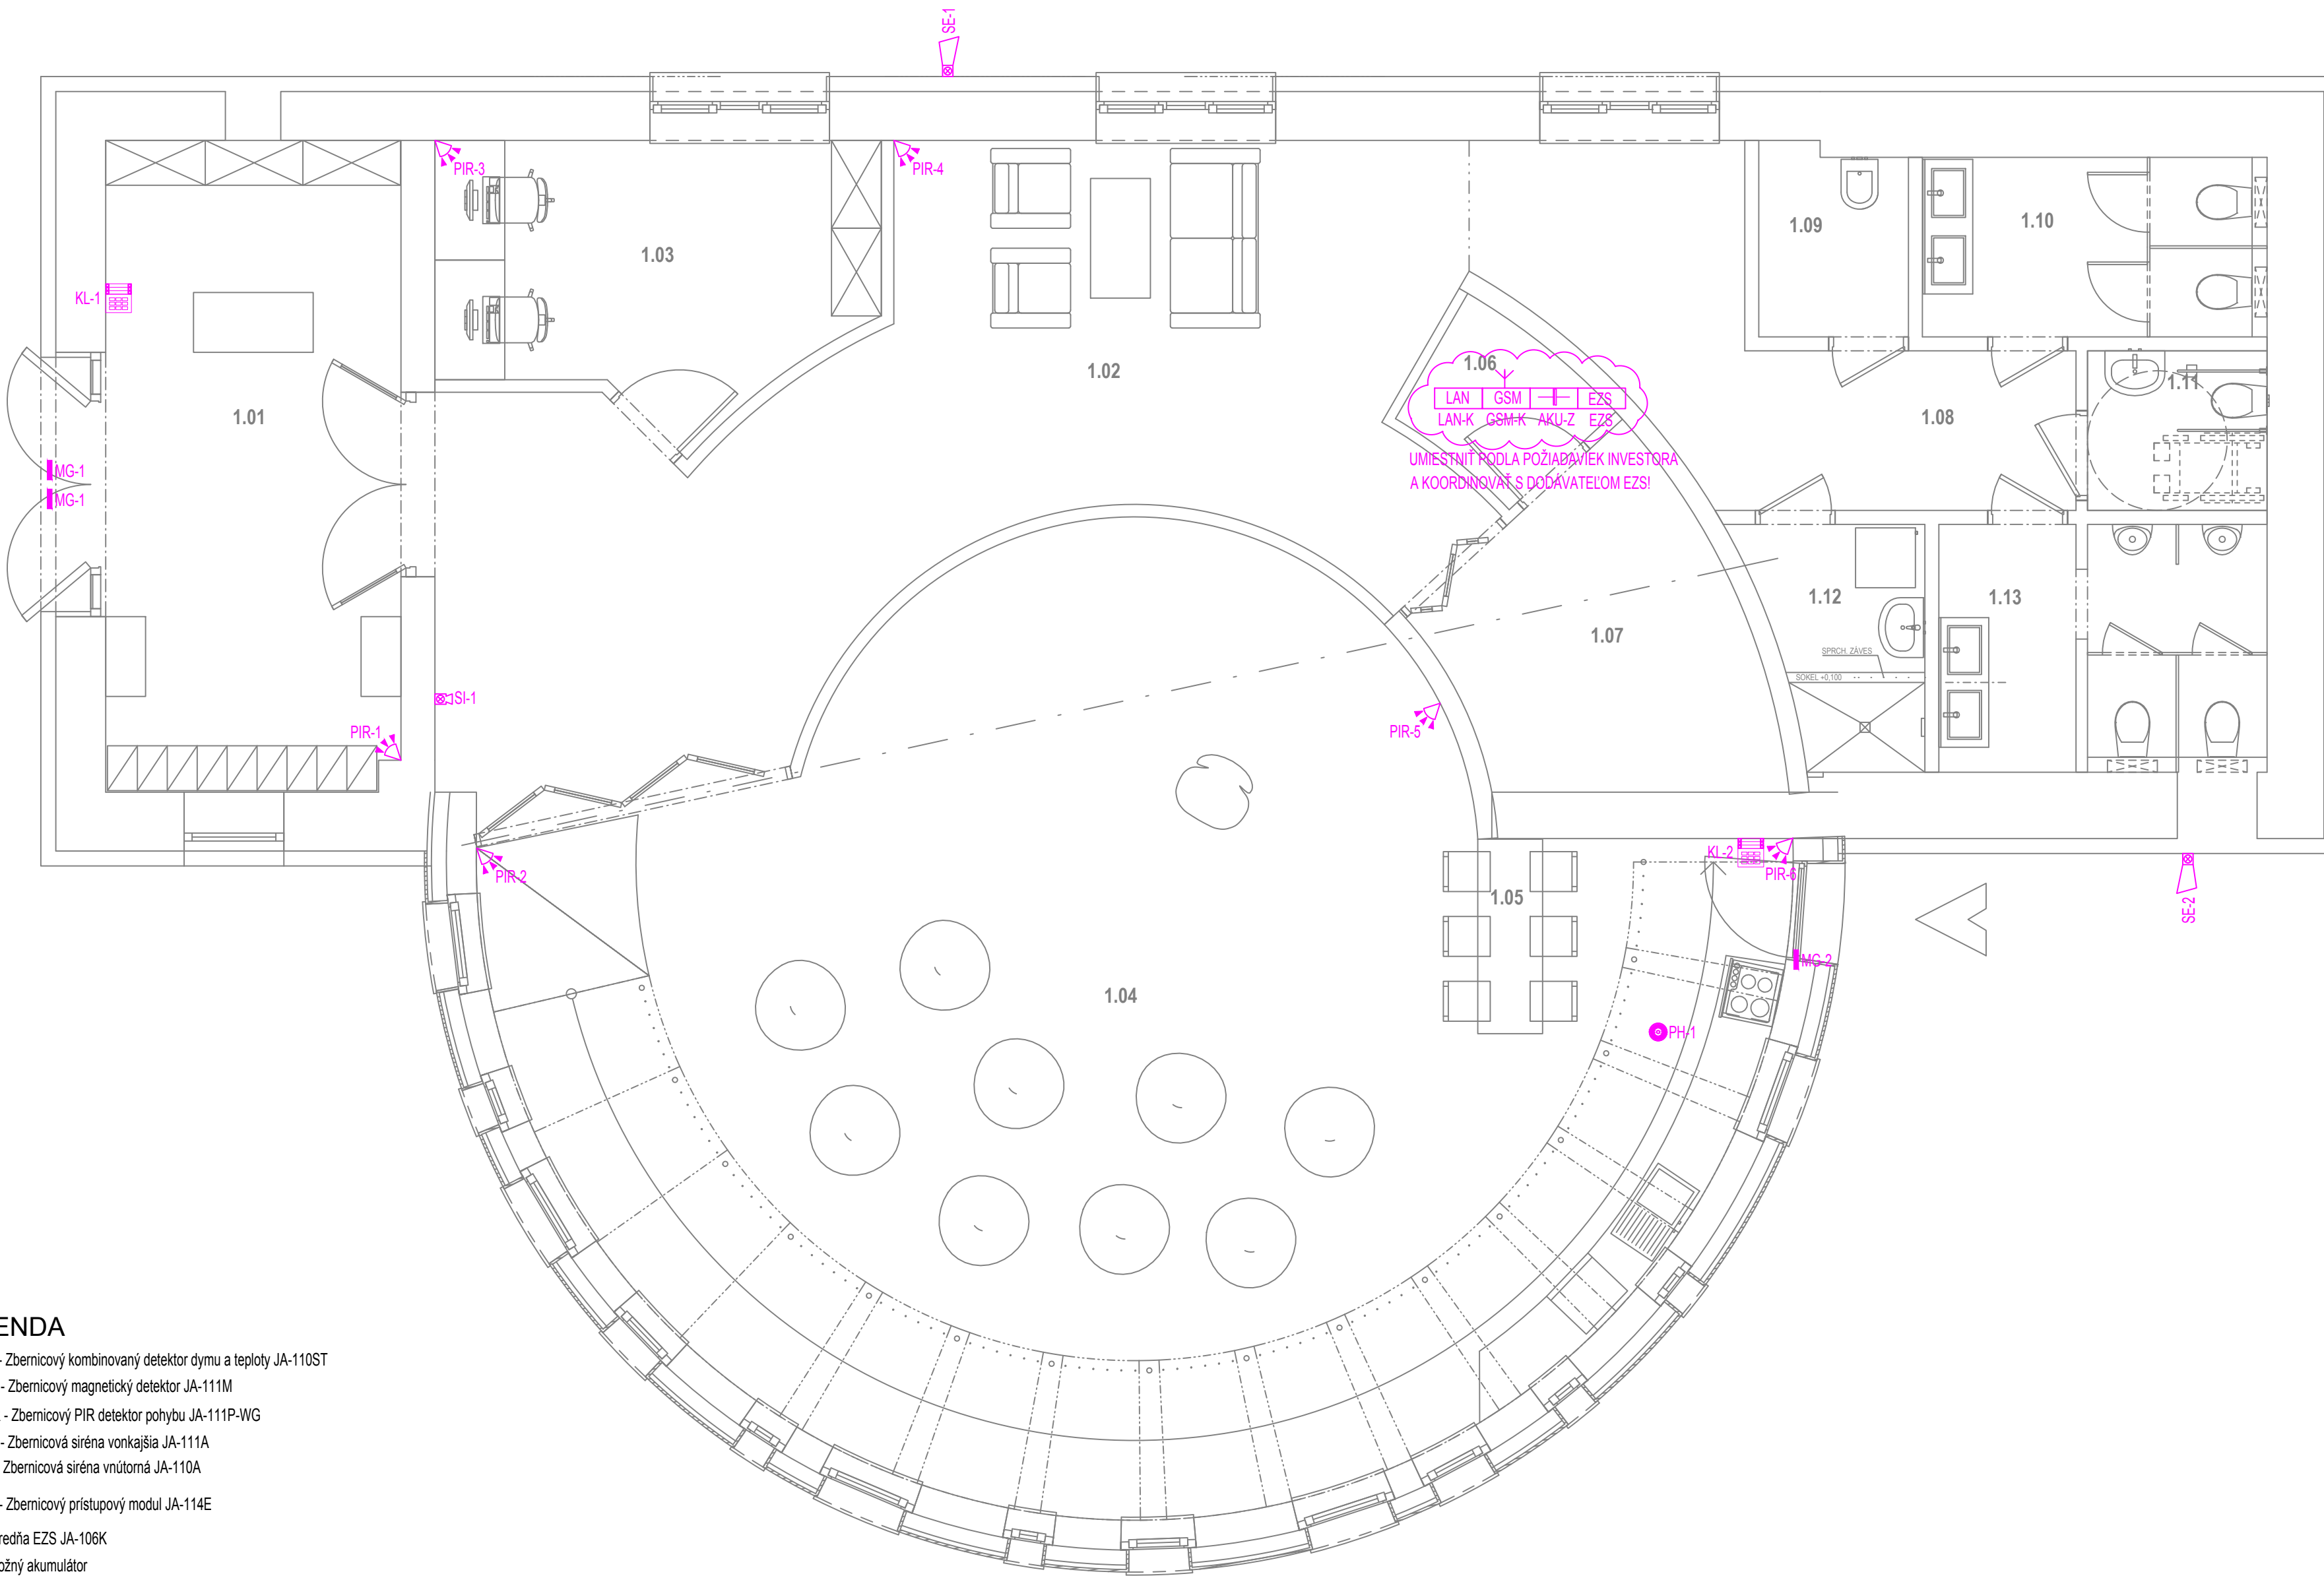 SE-1
PIR-3
PIR-4
1.03
1.09
1.10
KL-1
1.01
1.02
1.06
LAN GSM EZS
LAN-K GSM-K AKU-Z EZS
UMIESTNIŤ PODLA POŽIADAVIEK INVESTORA
A KOORDINOVAŤ S DODÁVATEĽOM EZS!
1.08
1.11
MG-1
MG-1
1.07
1.12
1.13
SPRCH. ZÁVES
SOKEL +0,100
SI-1
PIR-1
PIR-5
PIR-2
KL-2
PIR-6
1.05
SE-2
MG-2
1.04
PH-1
ENDA
- Zbernicový kombinovaný detektor dymu a teploty JA-110ST
- Zbernicový magnetický detektor JA-111M
- Zbernicový PIR detektor pohybu JA-111P-WG
- Zbernicová siréna vonkajšia JA-111A
Zbernicová siréna vnútorná JA-110A
- Zbernicový prístupový modul JA-114E
redňa EZS JA-106K
ožný akumulátor